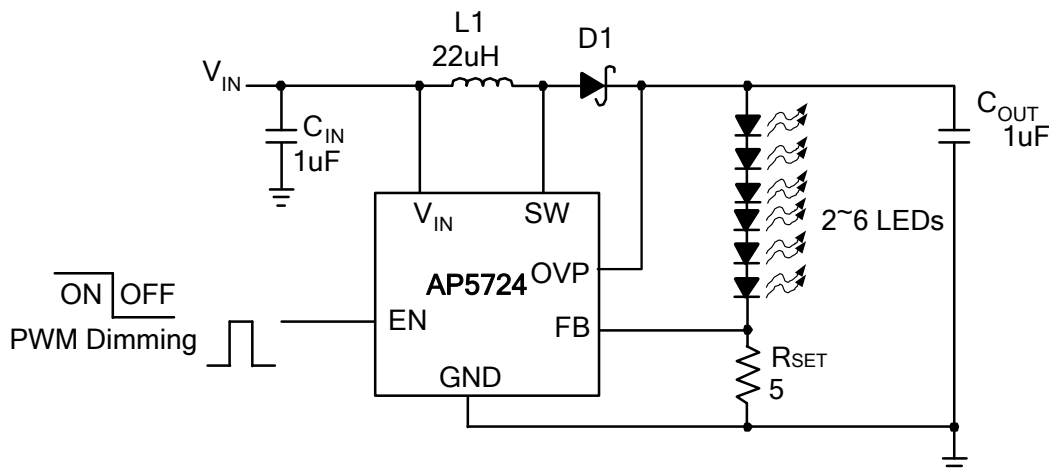 L1
22uH
D1
VIN
CIN
1uF
COUT
1uF
VIN
SW
OVP
AP5724
EN
FB
GND
ON
OFF
PWM Dimming
2~6 LEDs
RSET
5